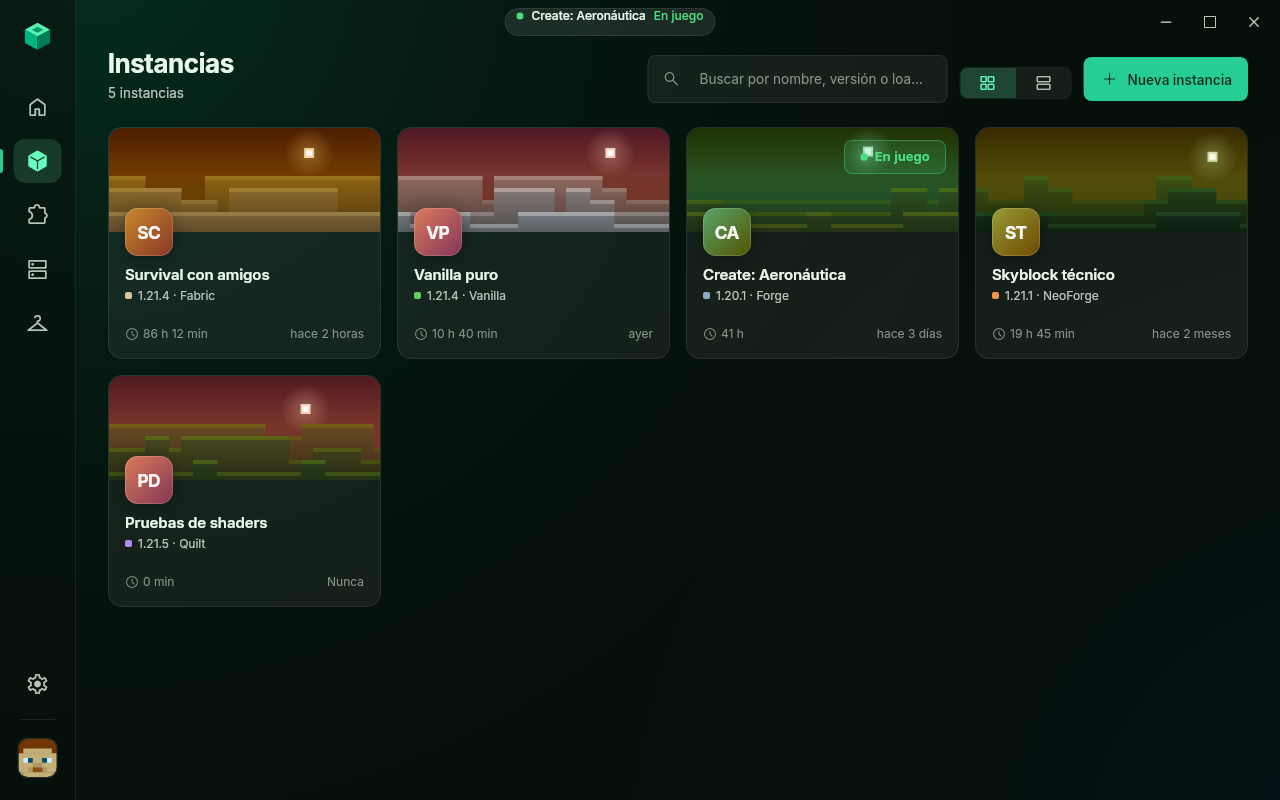 Create: Aeronáutica En juego
Instancias
5 instancias
Buscar por nombre, versión o loa...
Nueva instancia
SC
Survival con amigos
1.21.4 · Fabric
86 h 12 min
hace 2 horas
VP
Vanilla puro
1.21.4 · Vanilla
10 h 40 min
ayer
En juego
CA
Create: Aeronáutica
1.20.1 · Forge
41 h
hace 3 días
ST
Skyblock técnico
1.21.1 · NeoForge
19 h 45 min
hace 2 meses
PD
Pruebas de shaders
1.21.5 · Quilt
0 min
Nunca